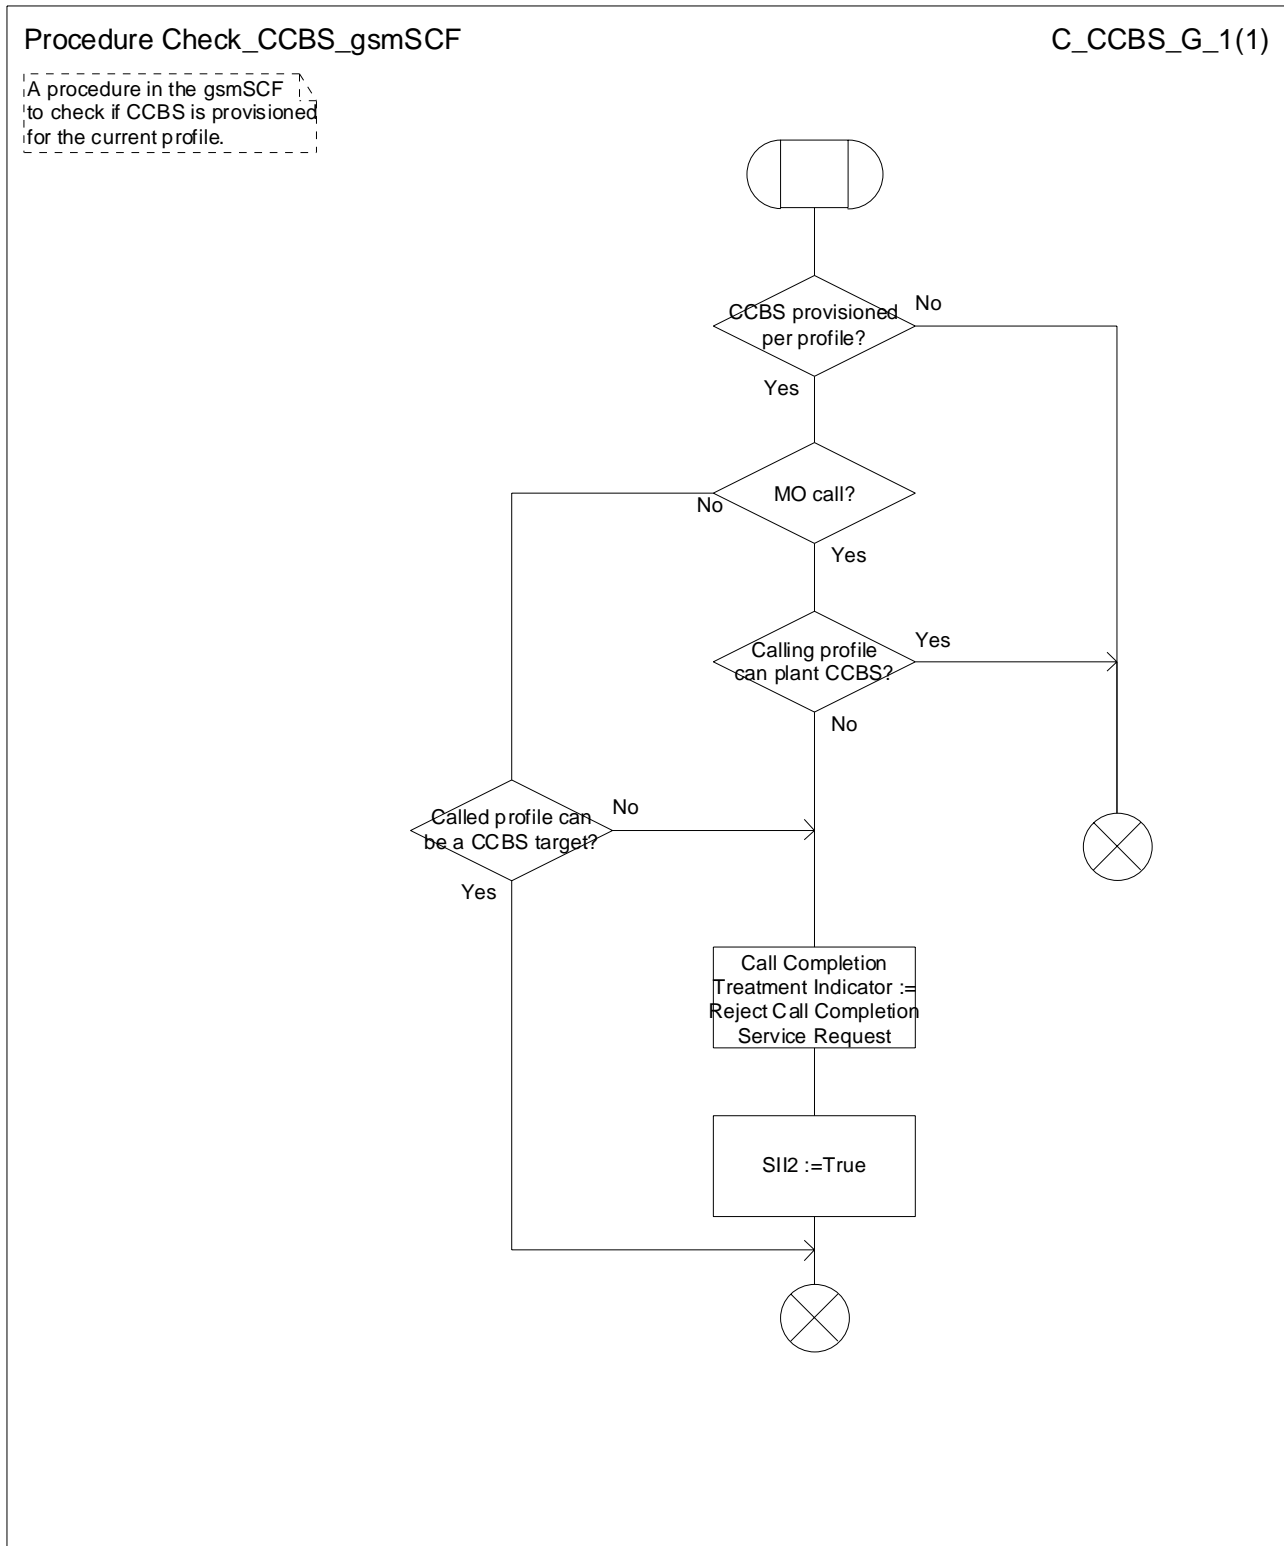 Procedure Check_CCBS_gsmSCF
C_CCBS_G_1(1)
A procedure in the gsmSCF
to check if CCBS is provisioned
for the current profile.
CCBS provisioned
per profile?
No
Yes
MO call?
No
Yes
Calling profile
can plant CCBS?
Yes
No
Called profile can
be a CCBS target?
No
Yes
Call Completion
Treatment Indicator :=
Reject Call Completion
Service Request
SII2 :=True